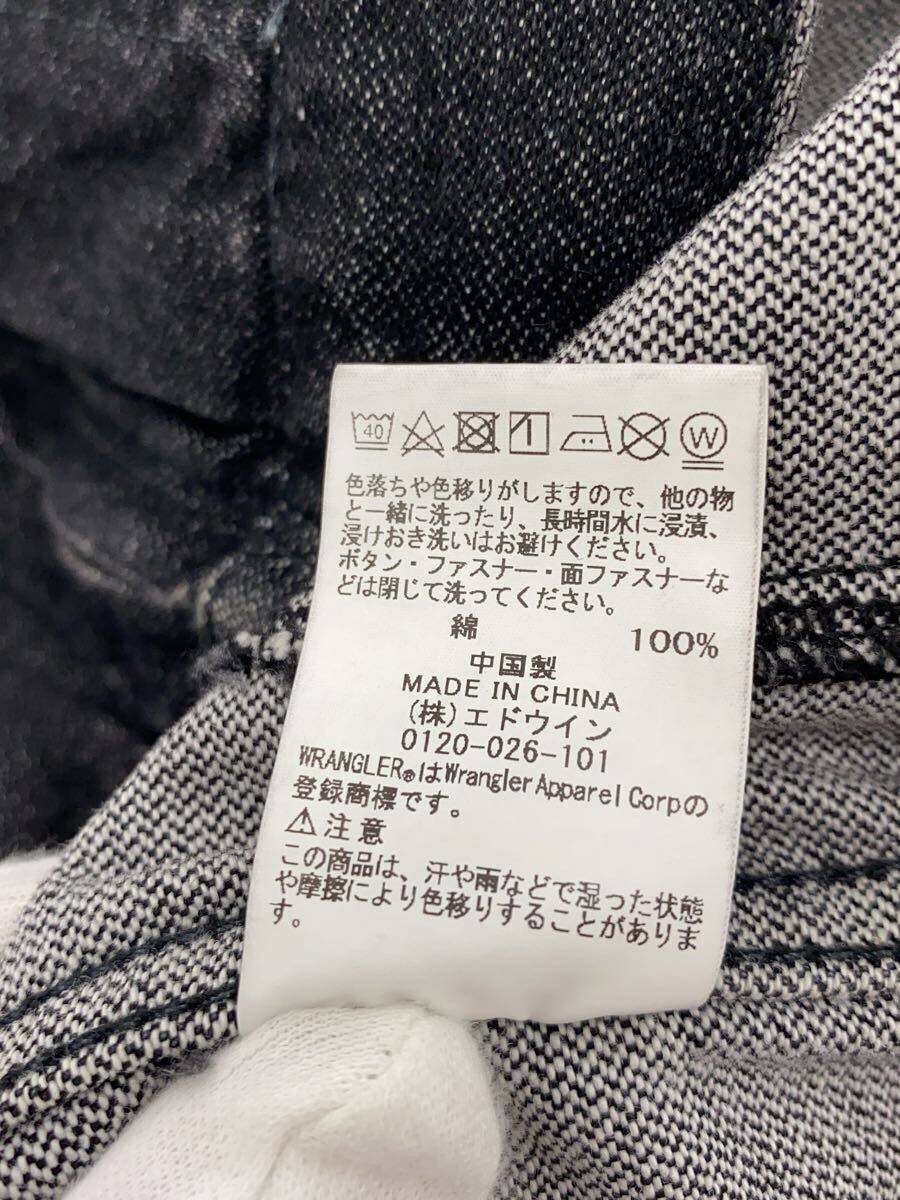 40 W
色落ちや色移りがしますので、他の物
と一緒に洗ったり、長時間水に浸漬、
浸けおき洗いはお避けください。
ボタン・ファスナー・面ファスナーな
どは閉じて洗ってください。
綿 100%
中国製
MADE IN CHINA
(株)エドウイン
0120-026-101
WRANGLER®はWrangler Apparel Corpの
登録商標です。
⚠注意
この商品は、汗や雨などで湿った状態
や摩擦により色移りすることがありま
す。